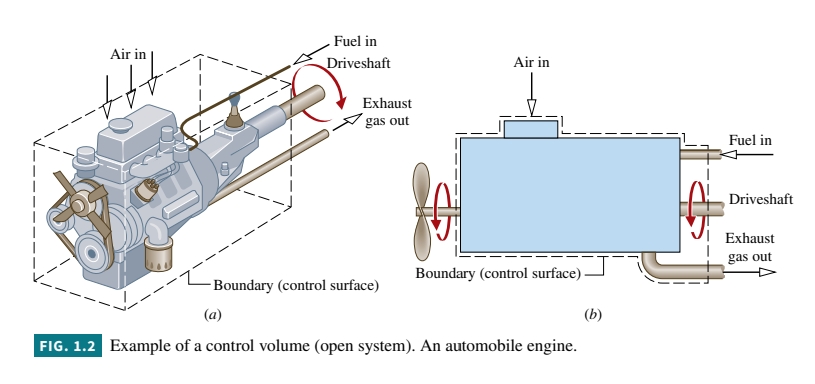 Air in
Fuel in
Driveshaft
Exhaust
gas out
Boundary (control surface)
(a)
Air in
Fuel in
Driveshaft
Exhaust
gas out
Boundary (control surface)
(b)
FIG. 1.2 Example of a control volume (open system). An automobile engine.